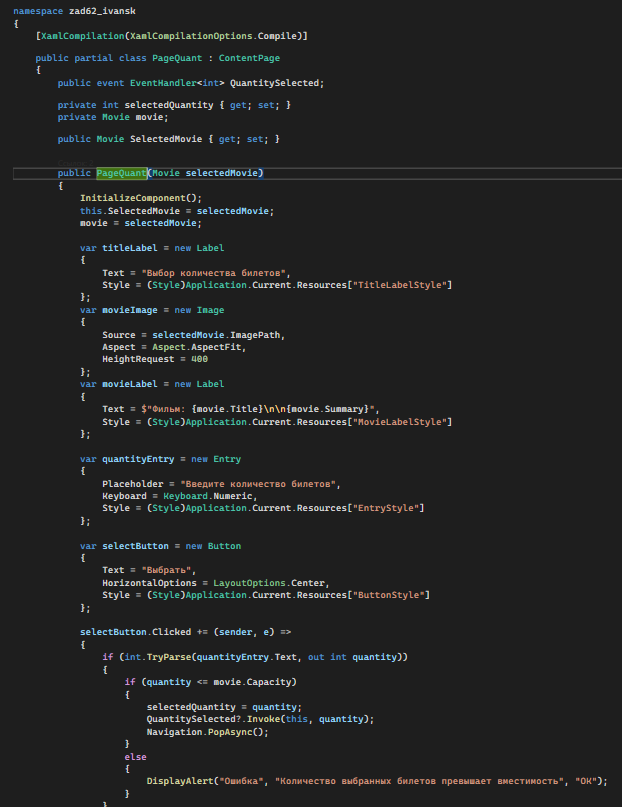 namespace zad62_ivansk
{
[XamlCompilation(XamlCompilationOptions.Compile)]
public partial class PageQuant : ContentPage
{
public event EventHandler<int> QuantitySelected;
private int selectedQuantity { get; set; }
private Movie movie;
public Movie SelectedMovie { get; set; }
public PageQuant(Movie selectedMovie)
{
InitializeComponent();
this.SelectedMovie = selectedMovie;
movie = selectedMovie;
var titleLabel = new Label
{
Text = "Выбор количества билетов",
Style = (Style)Application.Current.Resources["TitleLabelStyle"]
};
var movieImage = new Image
{
Source = selectedMovie.ImagePath,
Aspect = Aspect.AspectFit,
HeightRequest = 400
};
var movieLabel = new Label
{
Text = $"Фильм: {movie.Title}\n\n{movie.Summary}",
Style = (Style)Application.Current.Resources["MovieLabelStyle"]
};
var quantityEntry = new Entry
{
Placeholder = "Введите количество билетов",
Keyboard = Keyboard.Numeric,
Style = (Style)Application.Current.Resources["EntryStyle"]
};
var selectButton = new Button
{
Text = "Выбрать",
HorizontalOptions = LayoutOptions.Center,
Style = (Style)Application.Current.Resources["ButtonStyle"]
};
selectButton.Clicked += (sender, e) =>
{
if (int.TryParse(quantityEntry.Text, out int quantity))
{
if (quantity <= movie.Capacity)
{
selectedQuantity = quantity;
QuantitySelected?.Invoke(this, quantity);
Navigation.PopAsync();
}
else
{
DisplayAlert("Ошибка", "Количество выбранных билетов превышает вместимость", "ОК");
}
}